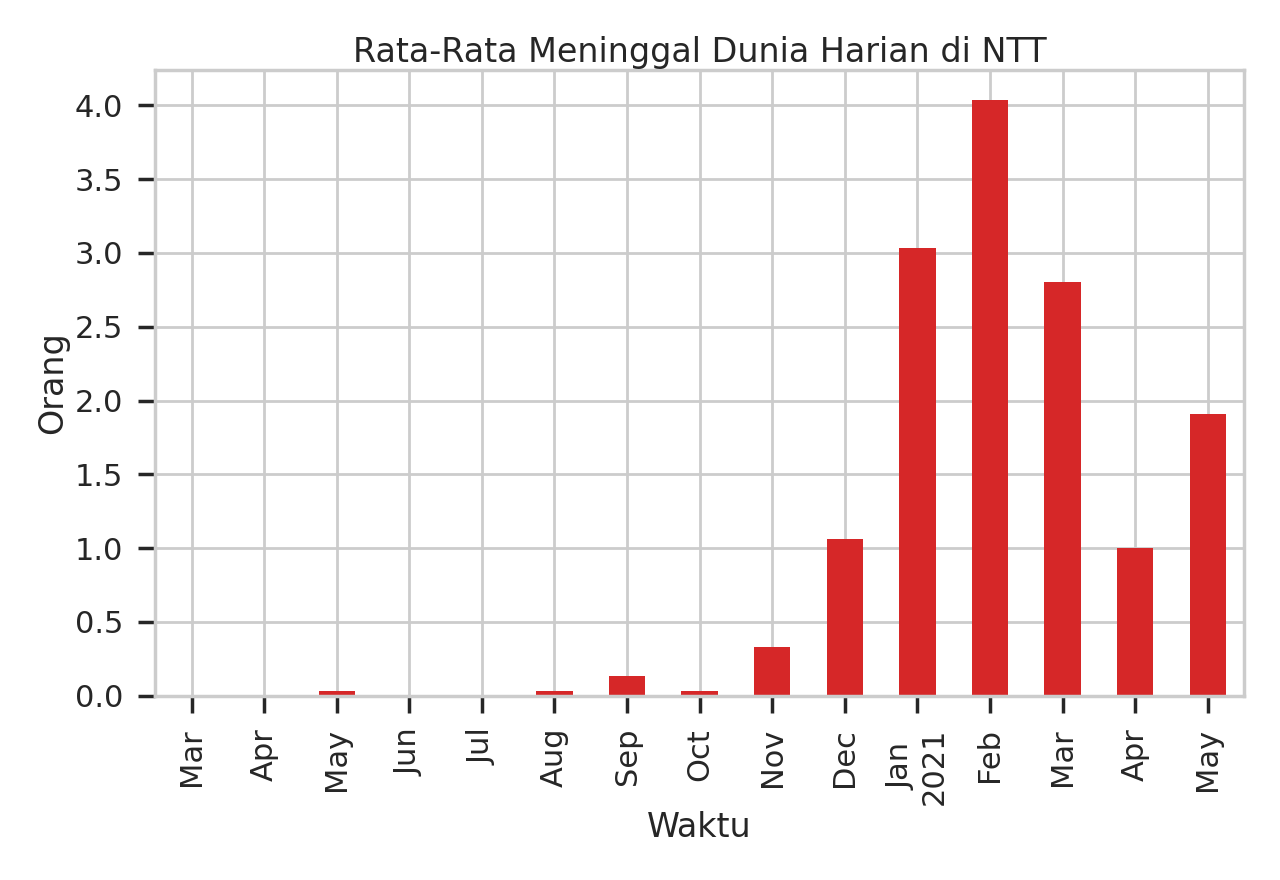 Rata-Rata Meninggal Dunia Harian di NTT
4.0
3.5
3.0
2.5
2.0
1.5
1.0
0.5
0.0
Orang
Mar
Apr
May
Jun
Jul
Aug
Sep
Oct
Nov
Dec
Jan
2021
Feb
Mar
Apr
May
Waktu